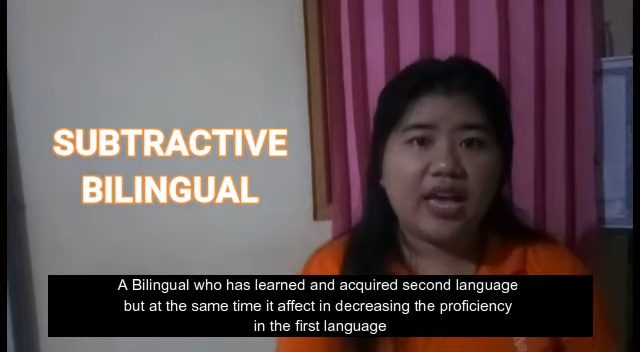 SUBTRACTIVE
BILINGUAL
A Bilingual who has learned and acquired second language
but at the same time it affect in decreasing the proficiency
in the first language